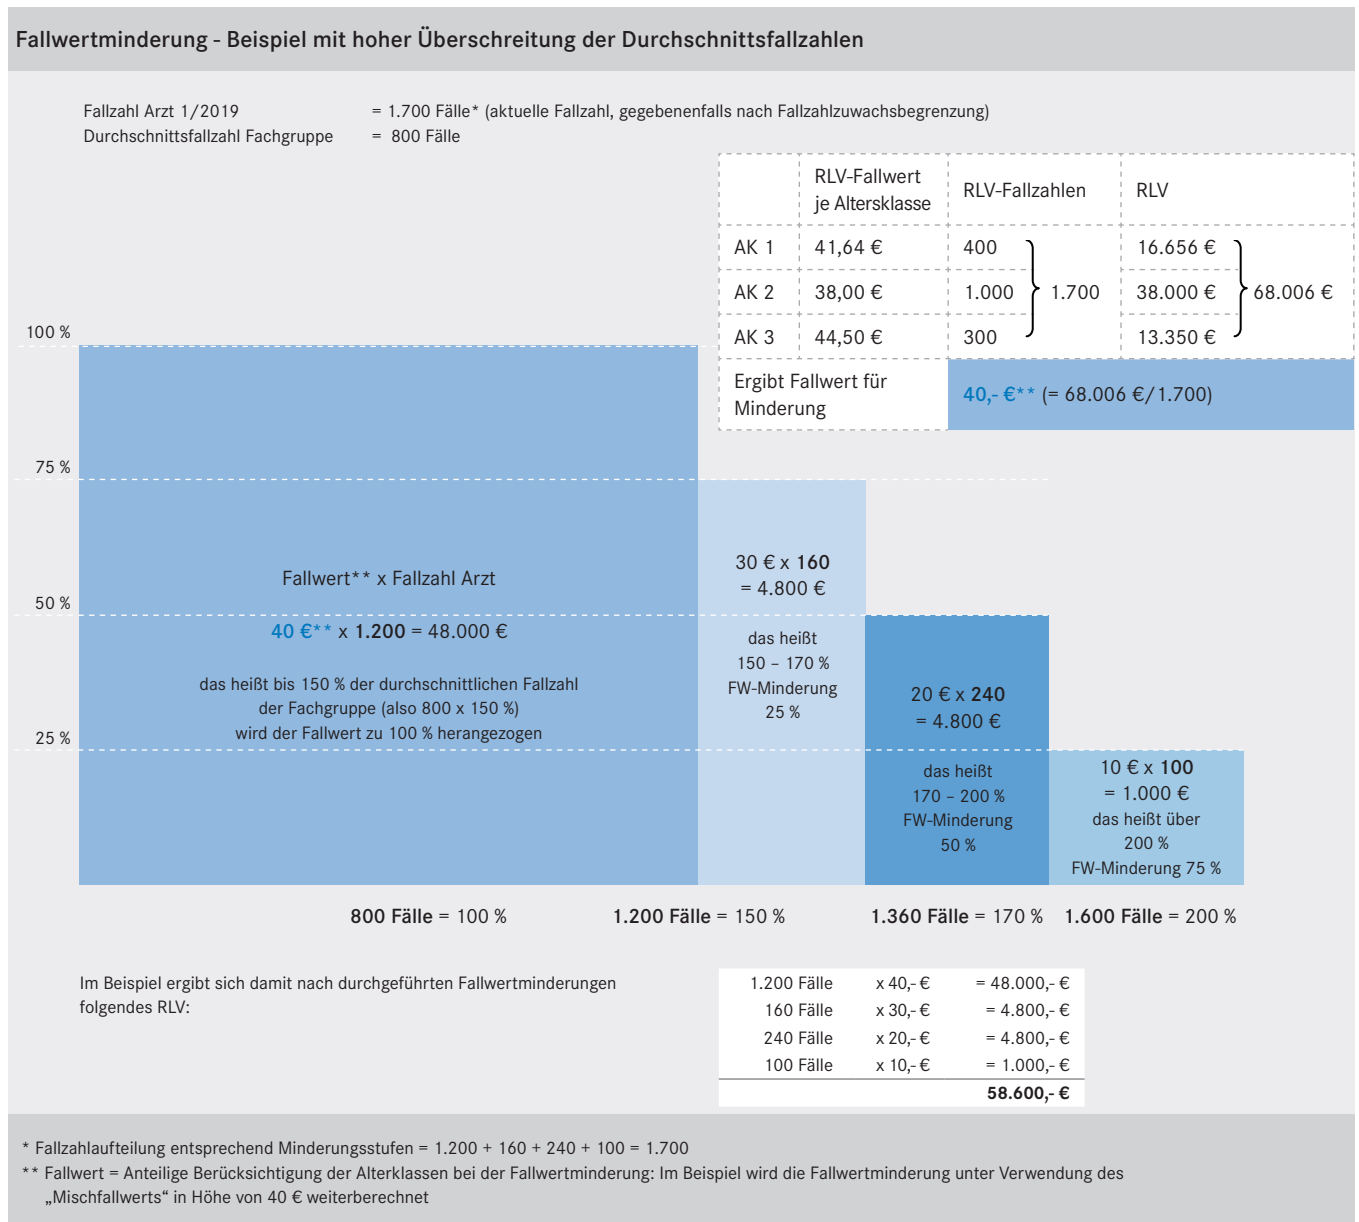 Fallwertminderung - Beispiel mit hoher Überschreitung der Durchschnittsfallzahlen
Fallzahl Arzt 1/2019 = 1.700 Fälle* (aktuelle Fallzahl, gegebenenfalls nach Fallzahlzuwachsbegrenzung)
Durchschnittsfallzahl Fachgruppe = 800 Fälle
RLV-Fallwert
je Altersklasse
RLV-Fallzahlen
RLV
AK 1 41,64 € 400 16.656 €
AK 2 38,00 € 1.000 1.700 38.000 € 68.006 €
AK 3 44,50 € 300 13.350 €
Ergibt Fallwert für
Minderung
40,- €** (= 68.006 €/1.700)
100 %
75 %
50 %
25 %
Fallwert** x Fallzahl Arzt
40 €** x 1.200 = 48.000 €
das heißt bis 150 % der durchschnittlichen Fallzahl
der Fachgruppe (also 800 x 150 %)
wird der Fallwert zu 100 % herangezogen
30 € x 160
= 4.800 €
das heißt
150 – 170 %
FW-Minderung
25 %
20 € x 240
= 4.800 €
das heißt
170 – 200 %
FW-Minderung
50 %
10 € x 100
= 1.000 €
das heißt über
200 %
FW-Minderung 75 %
800 Fälle = 100 % 1.200 Fälle = 150 % 1.360 Fälle = 170 % 1.600 Fälle = 200 %
Im Beispiel ergibt sich damit nach durchgeführten Fallwertminderungen
folgendes RLV:
1.200 Fälle x 40,- € = 48.000,- €
160 Fälle x 30,- € = 4.800,- €
240 Fälle x 20,- € = 4.800,- €
100 Fälle x 10,- € = 1.000,- €
58.600,- €
* Fallzahlaufteilung entsprechend Minderungsstufen = 1.200 + 160 + 240 + 100 = 1.700
** Fallwert = Anteilige Berücksichtigung der Alterklassen bei der Fallwertminderung: Im Beispiel wird die Fallwertminderung unter Verwendung des
„Mischfallwerts“ in Höhe von 40 € weiterberechnet